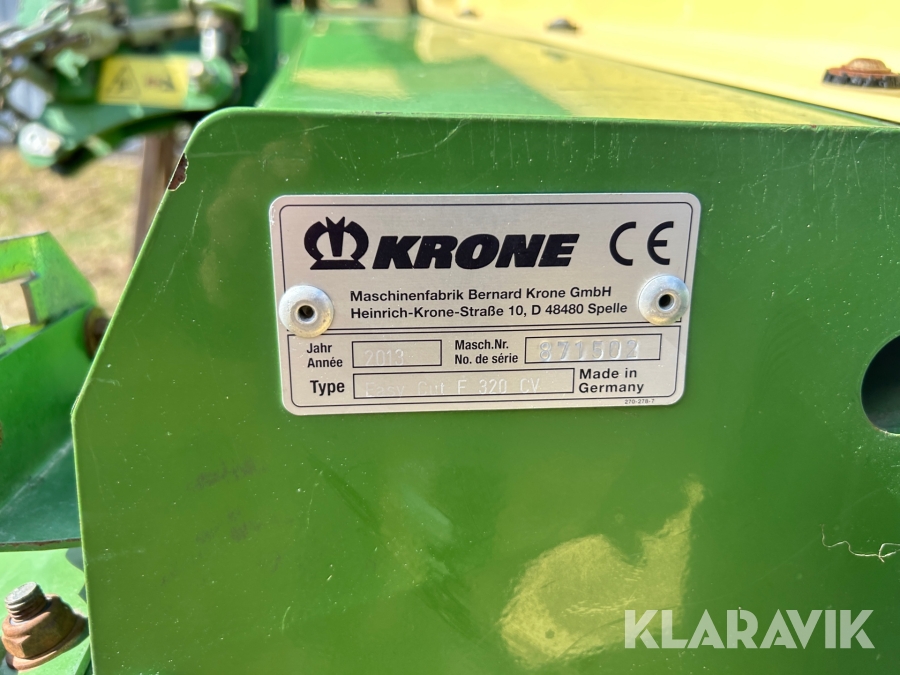 KRONE CE
Maschinenfabrik Bernard Krone GmbH
Heinrich-Krone-Straße 10, D 48480 Spelle
Jahr
Année
2013
Masch.Nr.
No. de série
871502
Type
Easy Cut F 320 CV
Made in
Germany
270-278-7
KLARAVIK